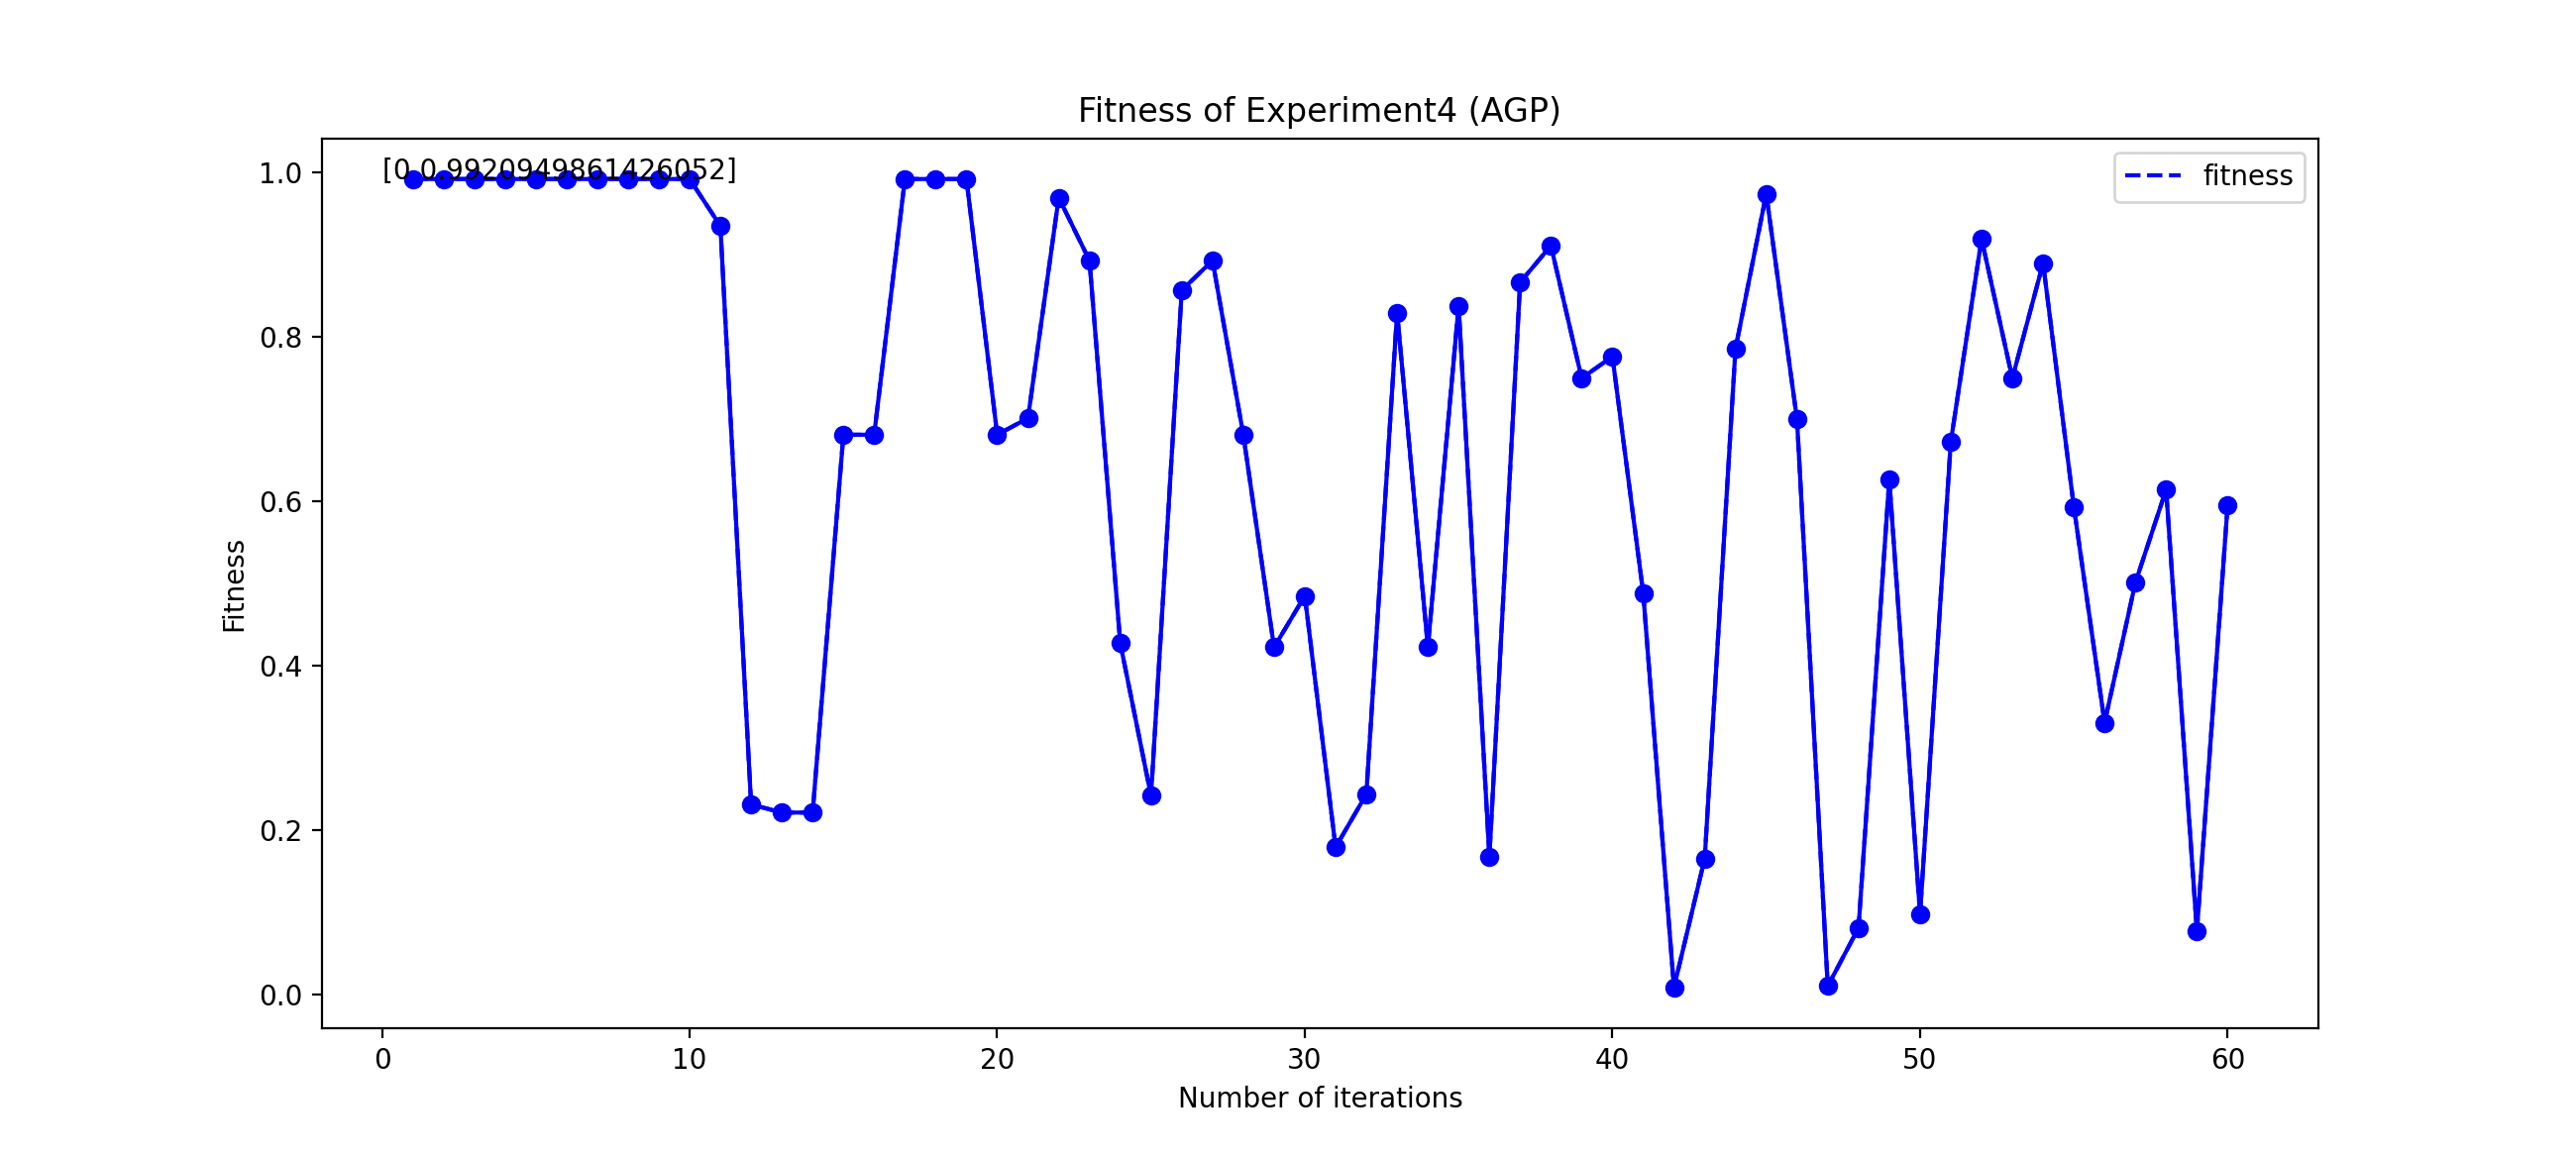 Fitness of Experiment4 (AGP)
[0 0.9920949861426052]
fitness
1.0
0.8
0.6
0.4
0.2
0.0
Fitness
0 10 20 30 40 50 60
Number of iterations